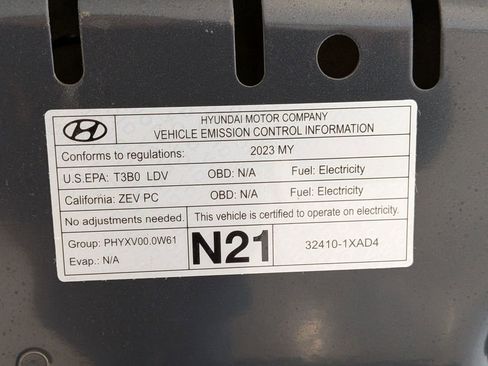 HYUNDAI MOTOR COMPANY
VEHICLE EMISSION CONTROL INFORMATION
Conforms to regulations: 2023 MY
U.S.EPA: T3B0 LDV OBD: N/A Fuel: Electricity
California: ZEV PC OBD: N/A Fuel: Electricity
No adjustments needed. This vehicle is certified to operate on electricity.
Group: PHYXV00.0W61
Evap.: N/A
N21
32410-1XAD4